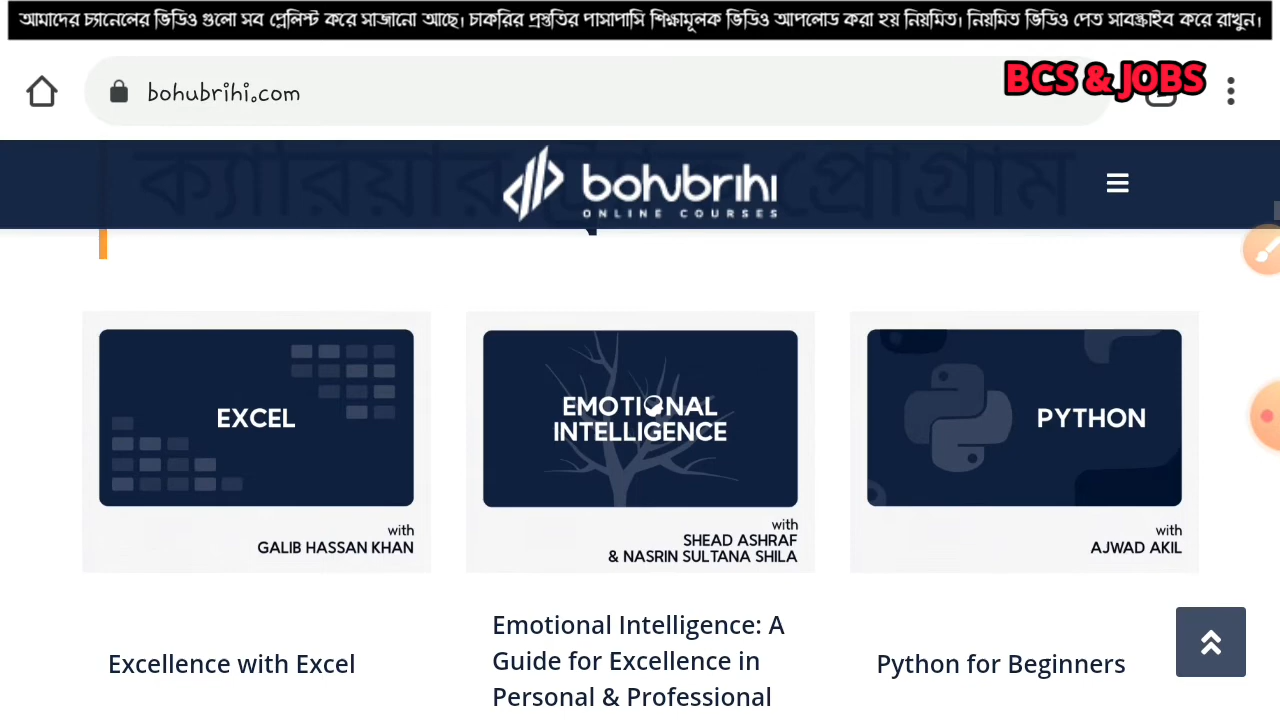 আমাদের চ্যানেলের ভিডিও গুলো সব প্লেলিস্ট করে সাজানো আছে। চাকরির প্রস্তুতির পাসাপাসি শিক্ষামূলক ভিডিও আপলোড করা হয় নিয়মিত। নিয়মিত ভিডিও পেত সাবস্ক্রাইব করে রাখুন।
bohubrihi.com
BCS & JOBS
ক্যারিয়ার ট্র্যাক প্রোগ্রাম
bohubrihi
ONLINE COURSES
EXCEL
with
GALIB HASSAN KHAN
EMOTIONAL
INTELLIGENCE
with
SHEAD ASHRAF
& NASRIN SULTANA SHILA
PYTHON
with
AJWAD AKIL
Excellence with Excel
Emotional Intelligence: A
Guide for Excellence in
Personal & Professional
Python for Beginners